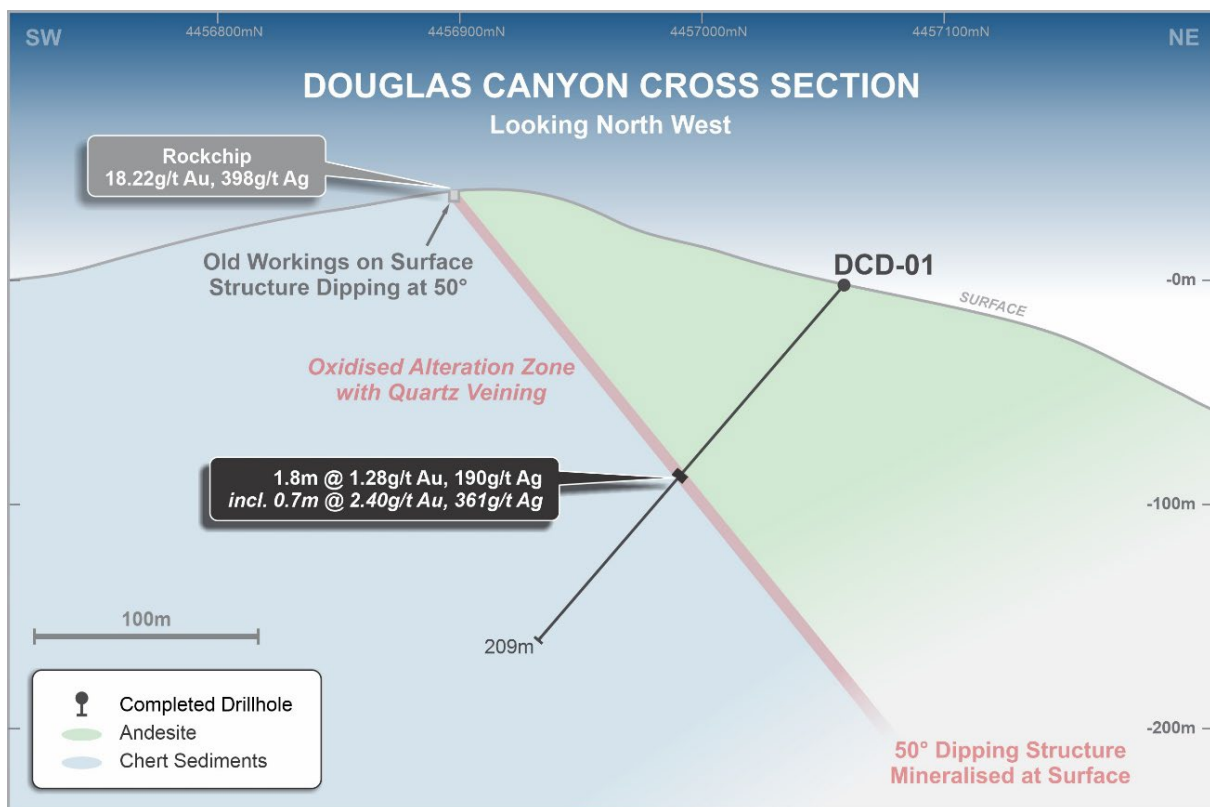 SW
4456800mN
4456900mN
4457000mN
4457100mN
NE
DOUGLAS CANYON CROSS SECTION
Looking North West
Rockchip
18.22g/t Au, 398g/t Ag
Old Workings on Surface
Structure Dipping at 50°
DCD-01
-0m
SURFACE
Oxidised Alteration Zone
with Quartz Veining
1.8m @ 1.28g/t Au, 190g/t Ag
incl. 0.7m @ 2.40g/t Au, 361g/t Ag
-100m
100m
209m
Completed Drillhole
Andesite
Chert Sediments
-200m
50° Dipping Structure
Mineralised at Surface